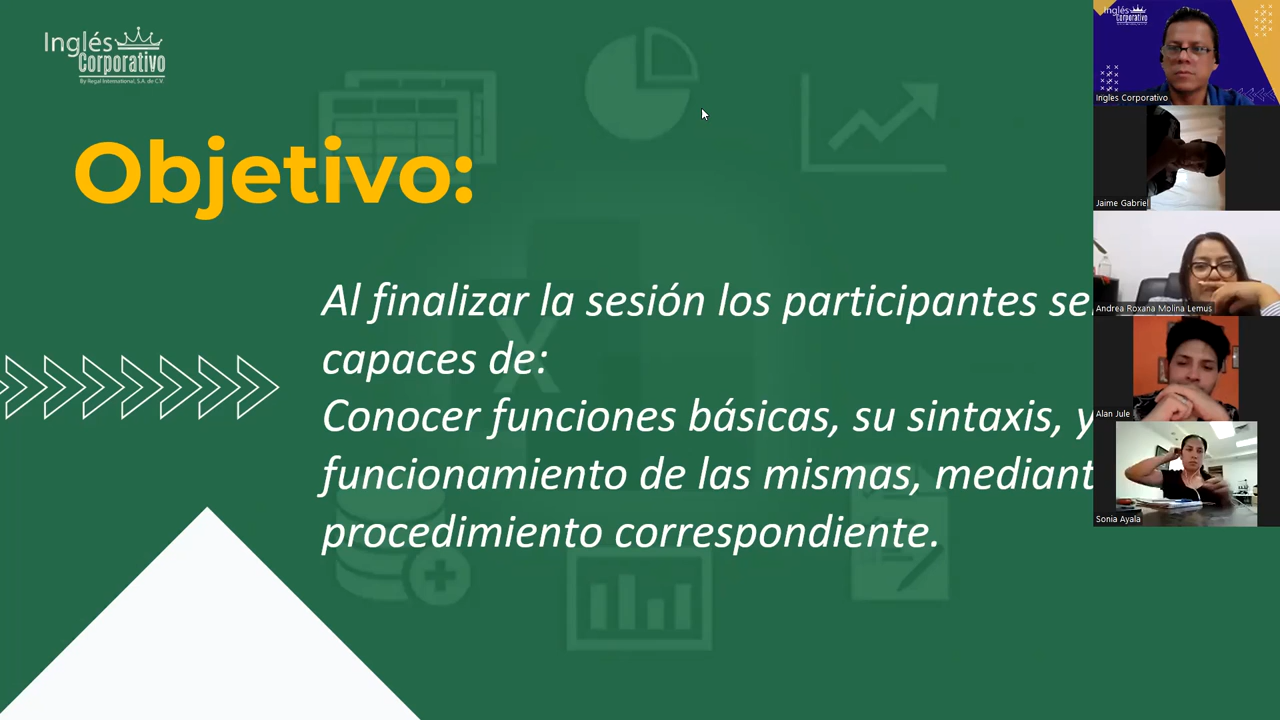 Inglés
Corporativo
By Regal International, S.A. de C.V.
Objetivo:
Al finalizar la sesión los participantes se
capaces de:
Conocer funciones básicas, su sintaxis, y
funcionamiento de las mismas, mediant
procedimiento correspondiente.
Inglés
Corporativo
Ingles Corporativo
Jaime Gabriel
Andrea Roxana Molina Lemus
Alan Jule
Sonia Ayala